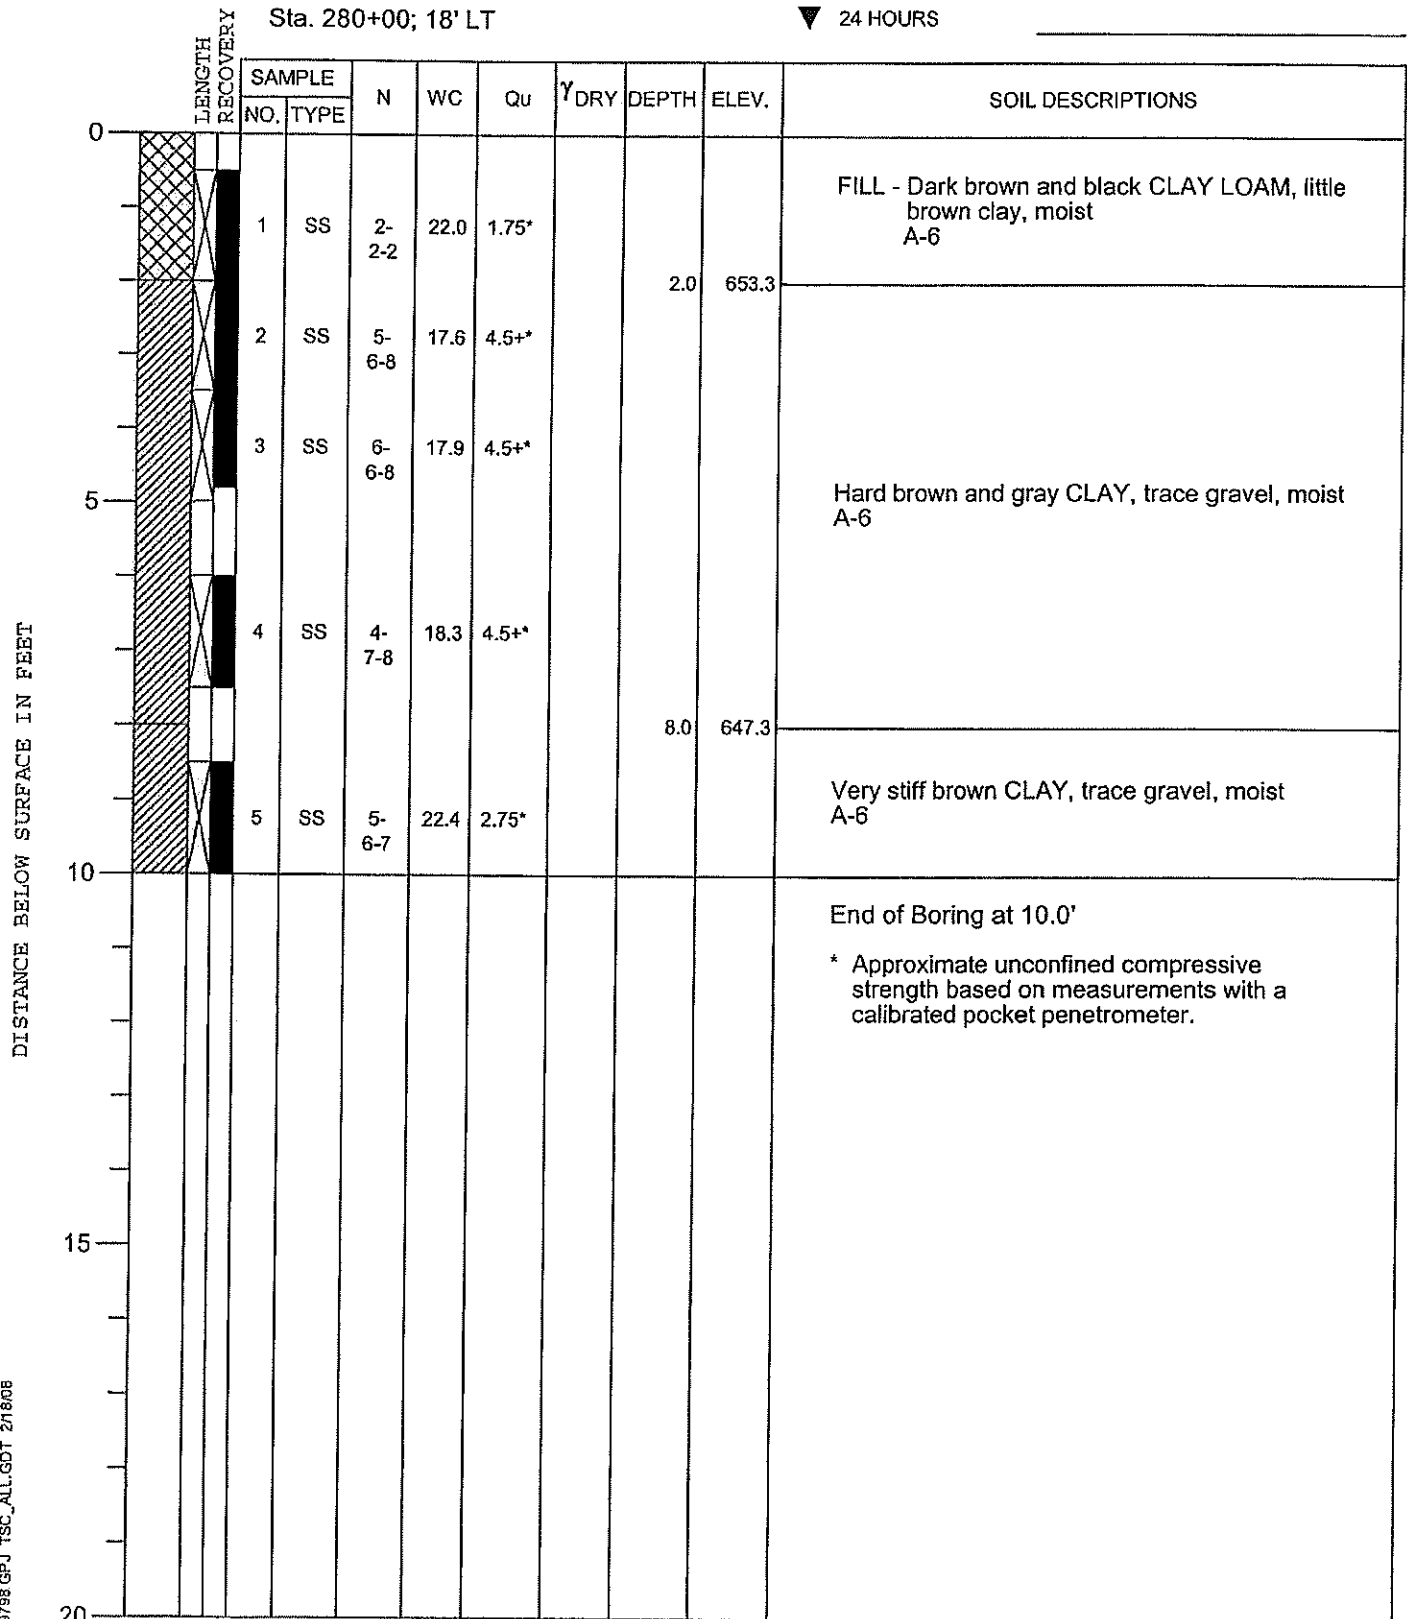 Sta. 280+00; 18' LT
▼ 24 HOURS
LENGTH
RECOVERY
SAMPLE
NO. TYPE N WC Qu γDRY DEPTH ELEV. SOIL DESCRIPTIONS
0
FILL - Dark brown and black CLAY LOAM, little
brown clay, moist
A-6
1 SS 2- 22.0 1.75*
2-2
2.0 653.3
2 SS 5- 17.6 4.5+*
6-8
3 SS 6- 17.9 4.5+*
6-8
5
Hard brown and gray CLAY, trace gravel, moist
A-6
4 SS 4- 18.3 4.5+*
7-8
8.0 647.3
Very stiff brown CLAY, trace gravel, moist
A-6
5 SS 5- 22.4 2.75*
6-7
10
End of Boring at 10.0'
* Approximate unconfined compressive
strength based on measurements with a
calibrated pocket penetrometer.
15
20
DISTANCE BELOW SURFACE IN FEET
TSC_ALL.GDT 2/18/08